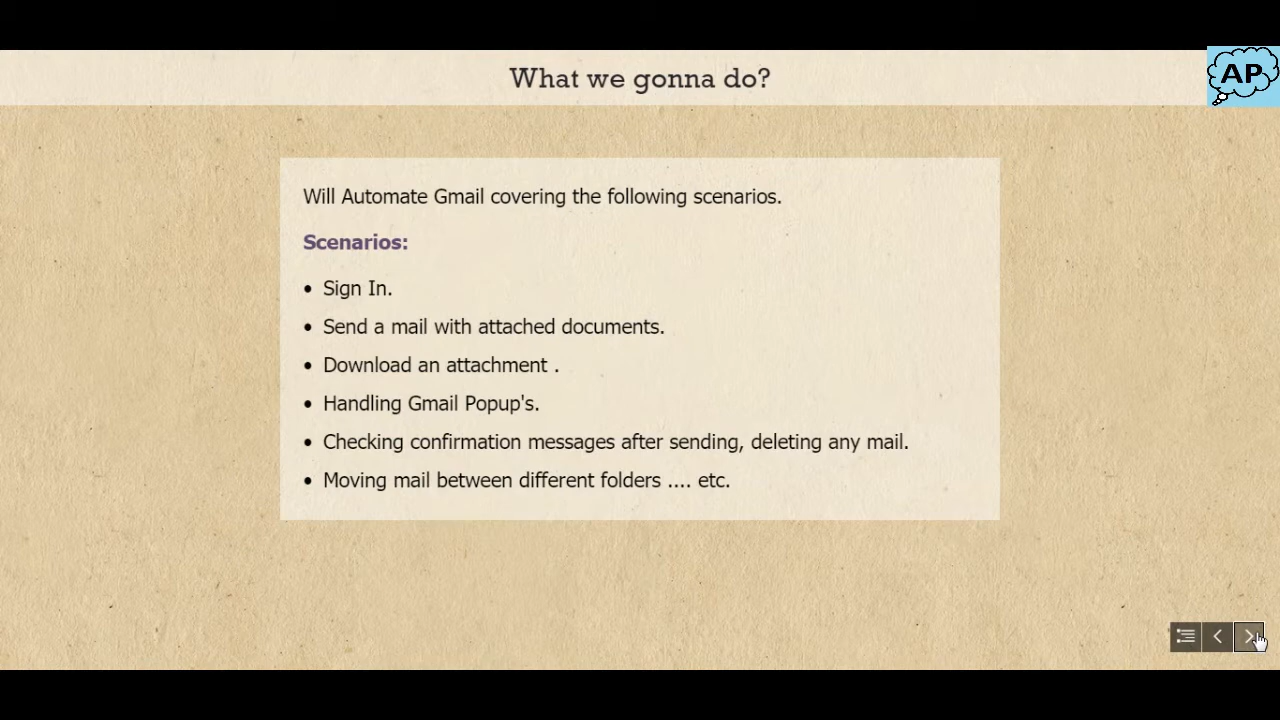 What we gonna do?
AP
Will Automate Gmail covering the following scenarios.
Scenarios:
• Sign In.
• Send a mail with attached documents.
• Download an attachment .
• Handling Gmail Popup's.
• Checking confirmation messages after sending, deleting any mail.
• Moving mail between different folders .... etc.